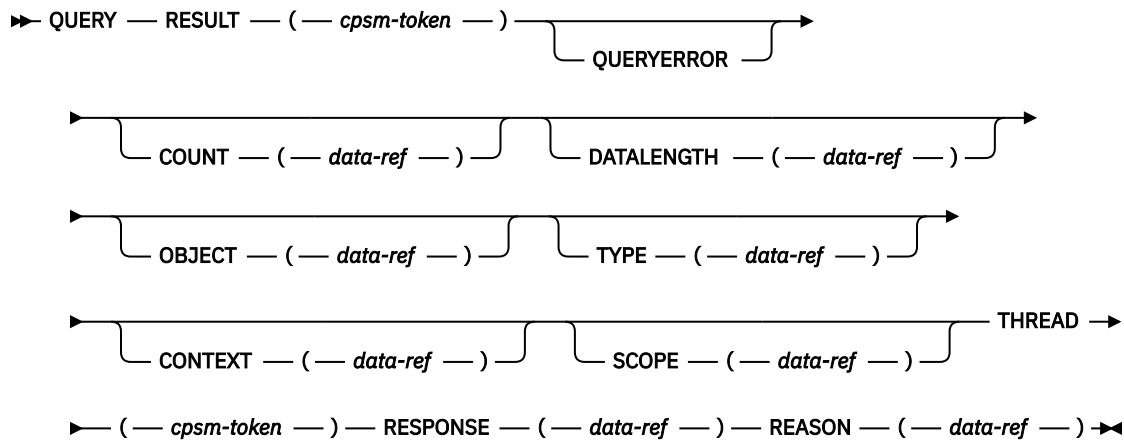 QUERY RESULT ( cpsm-token )
QUERYERROR
COUNT ( data-ref ) DATALENGTH ( data-ref )
OBJECT ( data-ref ) TYPE ( data-ref )
THREAD
CONTEXT ( data-ref ) SCOPE ( data-ref )
( cpsm-token ) RESPONSE ( data-ref ) REASON ( data-ref )